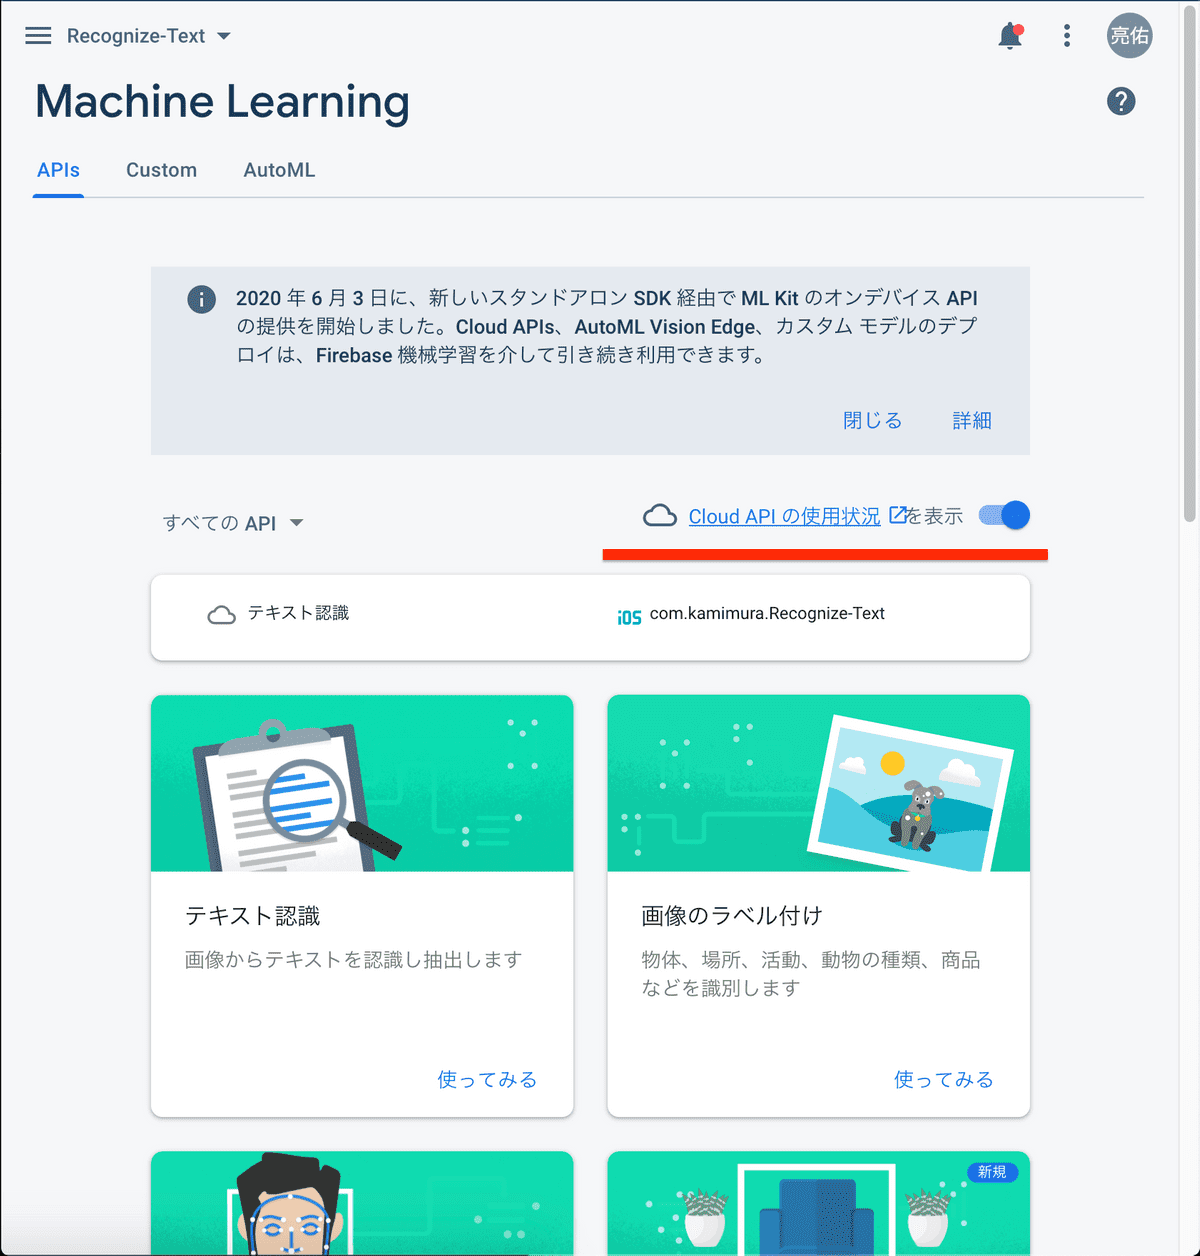 Recognize-Text
亮佑
Machine Learning
APIs
Custom
AutoML
2020 年 6 月 3 日に、新しいスタンドアロン SDK 経由で ML Kit のオンデバイス API
の提供を開始しました。Cloud APIs、AutoML Vision Edge、カスタム モデルのデプ
ロイは、Firebase 機械学習を介して引き続き利用できます。
閉じる
詳細
すべての API
Cloud API の使用状況 を表示
テキスト認識
iOS com.kamimura.Recognize-Text
テキスト認識
画像からテキストを認識し抽出します
使ってみる
画像のラベル付け
物体、場所、活動、動物の種類、商品
などを識別します
使ってみる
新規